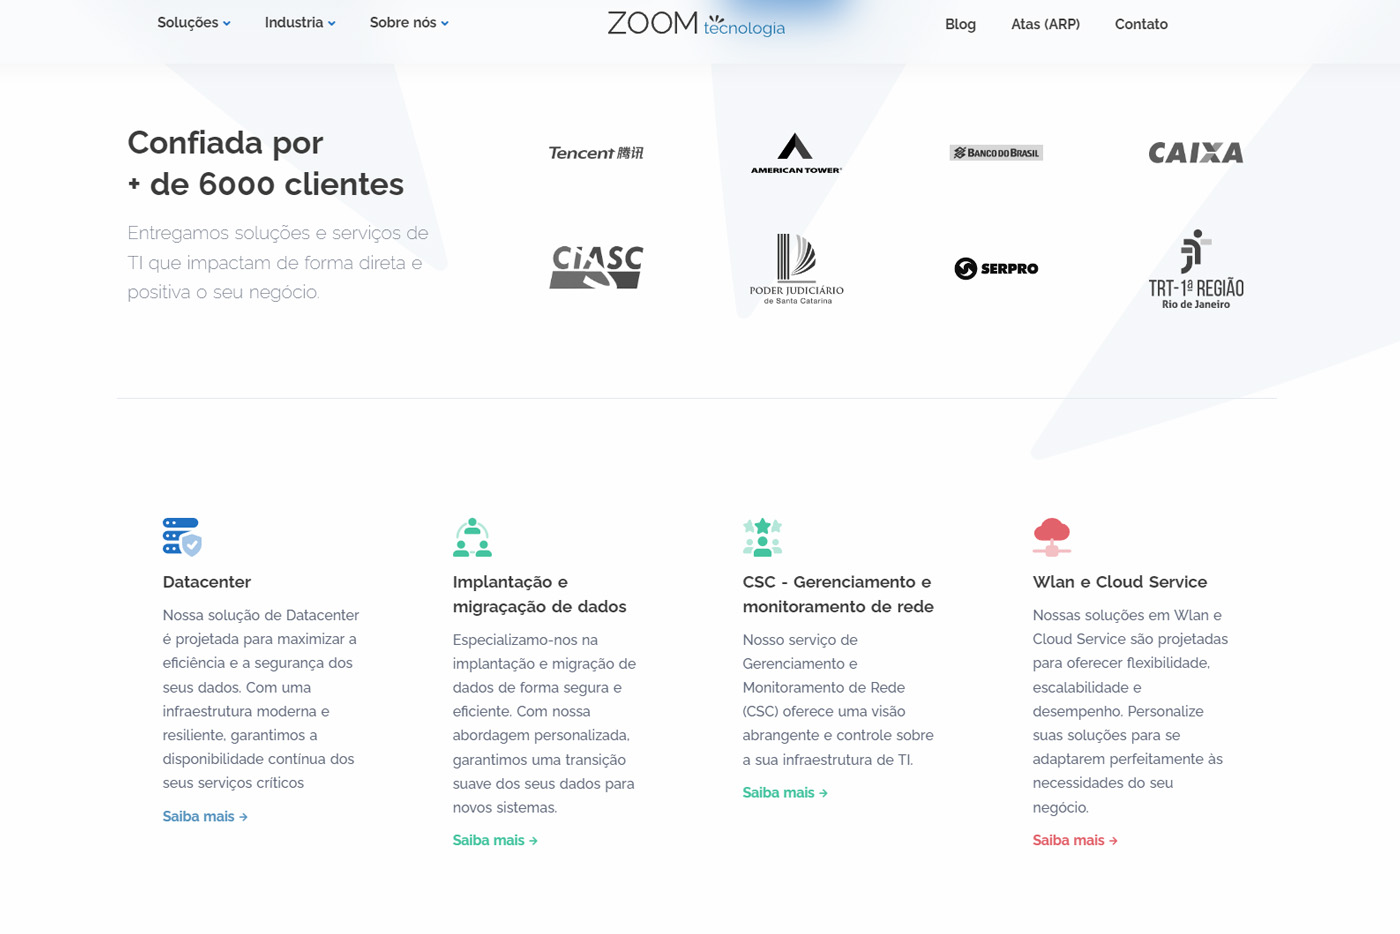 Soluções
Industria
Sobre nós
ZOOM tecnologia
Blog
Atas (ARP)
Contato
Confiada por
+ de 6000 clientes
Entregamos soluções e serviços de
TI que impactam de forma direta e
positiva o seu negócio.
Tencent 腾讯
AMERICAN TOWER®
BANCO DO BRASIL
CAIXA
CIASC
PODER JUDICIÁRIO
de Santa Catarina
SERPRO
TRT-1ª REGIÃO
Rio de Janeiro
Datacenter
Nossa solução de Datacenter
é projetada para maximizar a
eficiência e a segurança dos
seus dados. Com uma
infraestrutura moderna e
resiliente, garantimos a
disponibilidade contínua dos
seus serviços críticos
Saiba mais →
Implantação e
migraçação de dados
Especializamo-nos na
implantação e migração de
dados de forma segura e
eficiente. Com nossa
abordagem personalizada,
garantimos uma transição
suave dos seus dados para
novos sistemas.
Saiba mais →
CSC - Gerenciamento e
monitoramento de rede
Nosso serviço de
Gerenciamento e
Monitoramento de Rede
(CSC) oferece uma visão
abrangente e controle sobre
a sua infraestrutura de TI.
Saiba mais →
Wlan e Cloud Service
Nossas soluções em Wlan e
Cloud Service são projetadas
para oferecer flexibilidade,
escalabilidade e
desempenho. Personalize
suas soluções para se
adaptarem perfeitamente às
necessidades do seu
negócio.
Saiba mais →